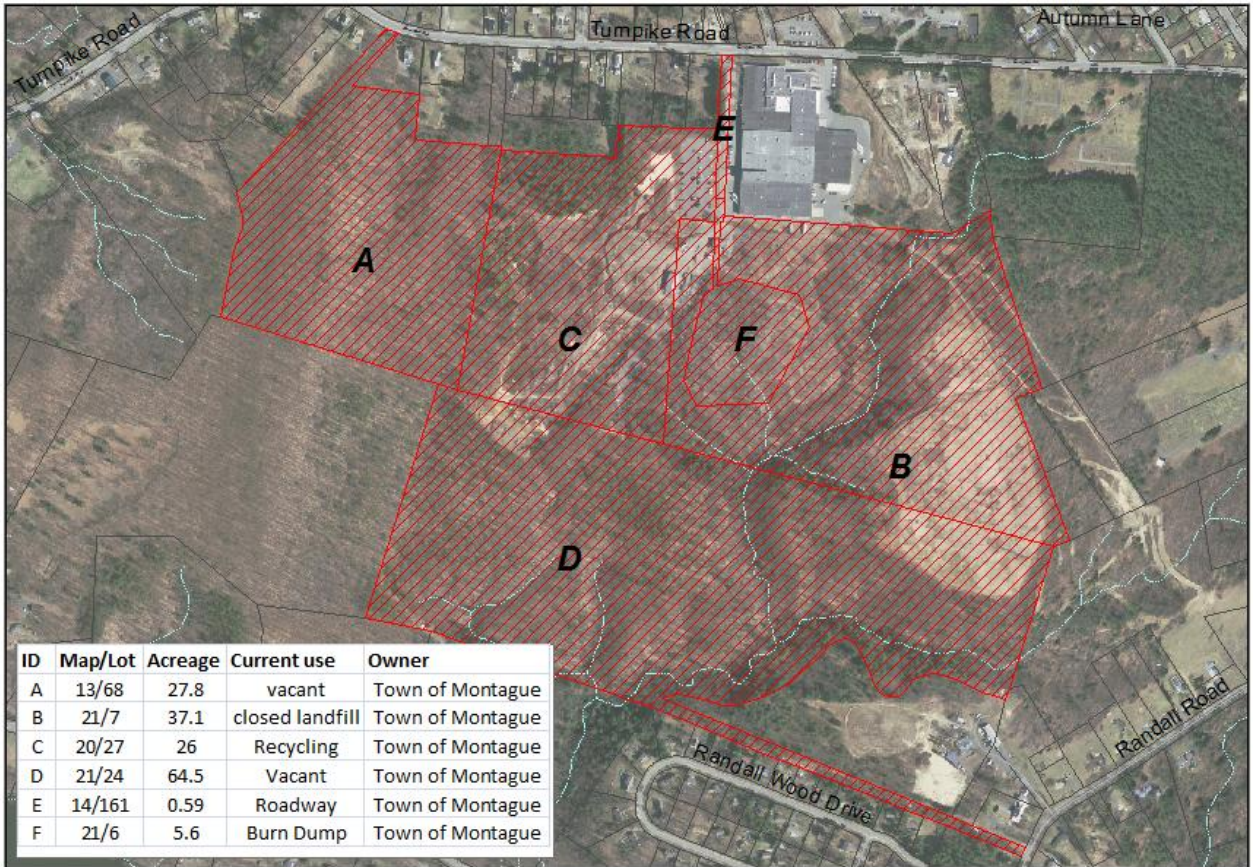 Tumpike Road
Tumpike Road
Autumn Lane
E
A
C
F
B
D
ID Map/Lot Acreage Current use Owner
A 13/68 27.8 vacant Town of Montague
B 21/7 37.1 closed landfill Town of Montague
C 20/27 26 Recycling Town of Montague
D 21/24 64.5 Vacant Town of Montague
E 14/161 0.59 Roadway Town of Montague
F 21/6 5.6 Burn Dump Town of Montague
Randall Wood Drive
Randall Road